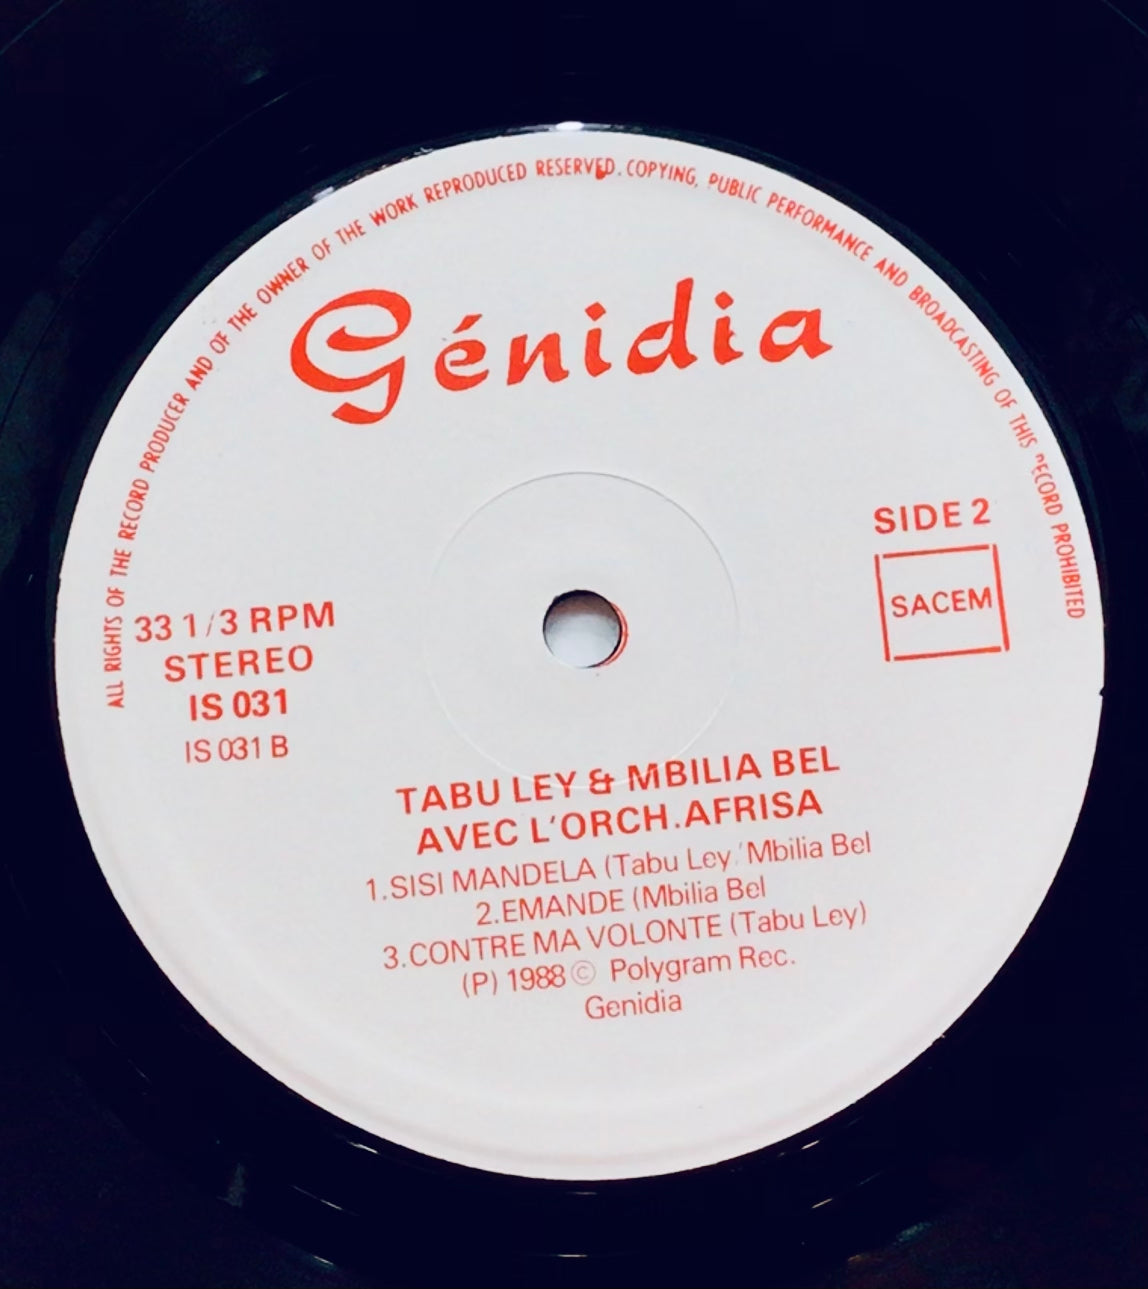 ALL RIGHTS OF THE RECORD PRODUCER AND OF THE OWNER OF THE WORK REPRODUCED RESERVED. COPYING, PUBLIC PERFORMANCE AND BROADCASTING OF THIS RECORD PROHIBITED
Génidia
SIDE 2
SACEM
33 1/3 RPM
STEREO
IS 031
IS 031 B
TABU LEY & MBILIA BEL
AVEC L'ORCH.AFRISA
1.SISI MANDELA (Tabu Ley/Mbilia Bel
2.EMANDE (Mbilia Bel
3.CONTRE MA VOLONTE (Tabu Ley)
(P) 1988 © Polygram Rec.
Genidia